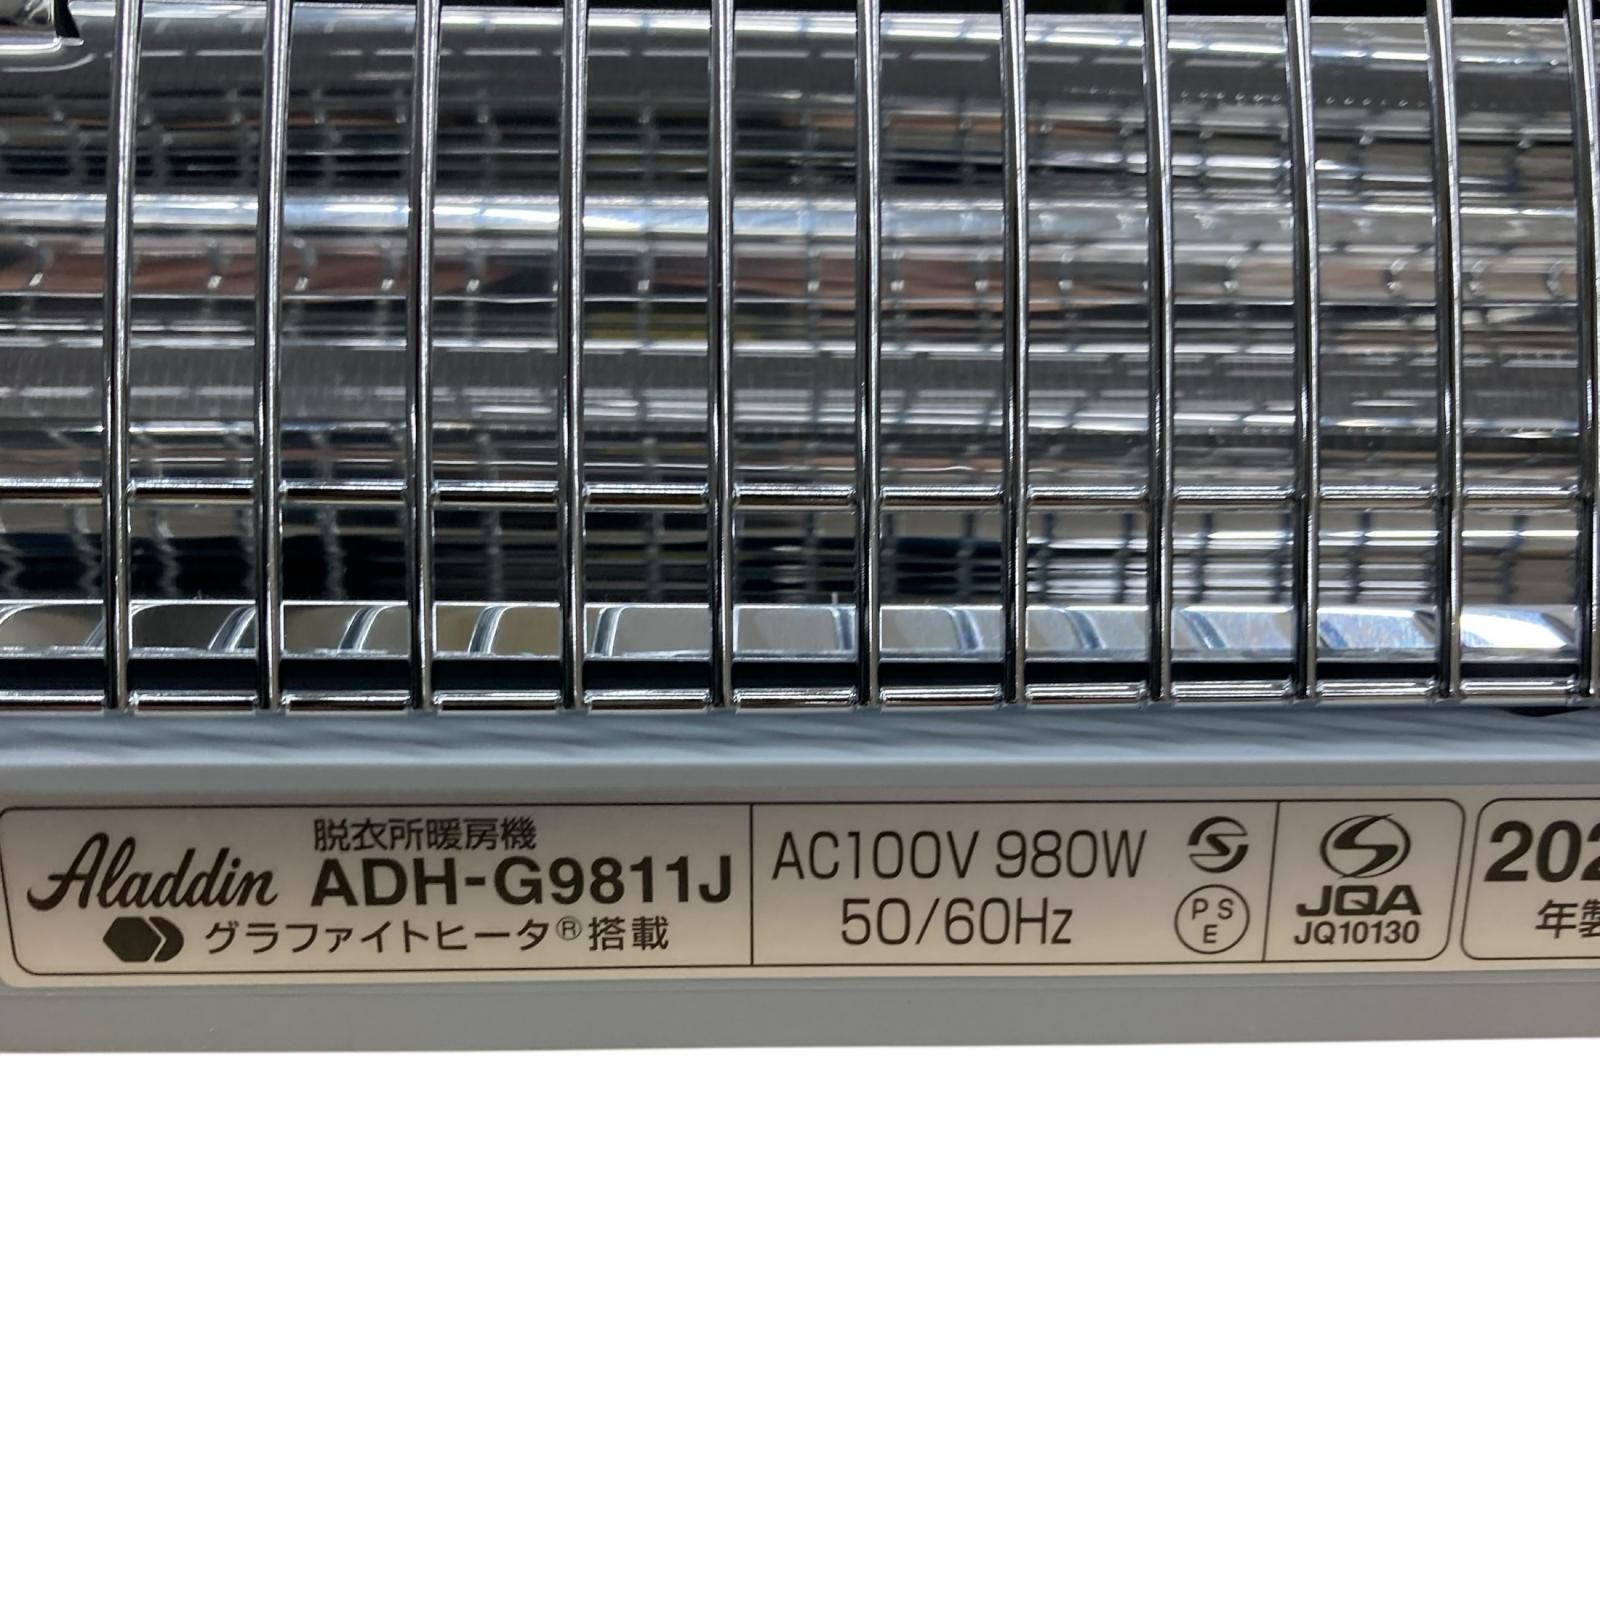 Aladdin
脱衣所暖房機
ADH-G9811J
グラファイトヒータ®搭載
AC100V 980W
50/60Hz
PSE
JQA
JQ10130
202
年製